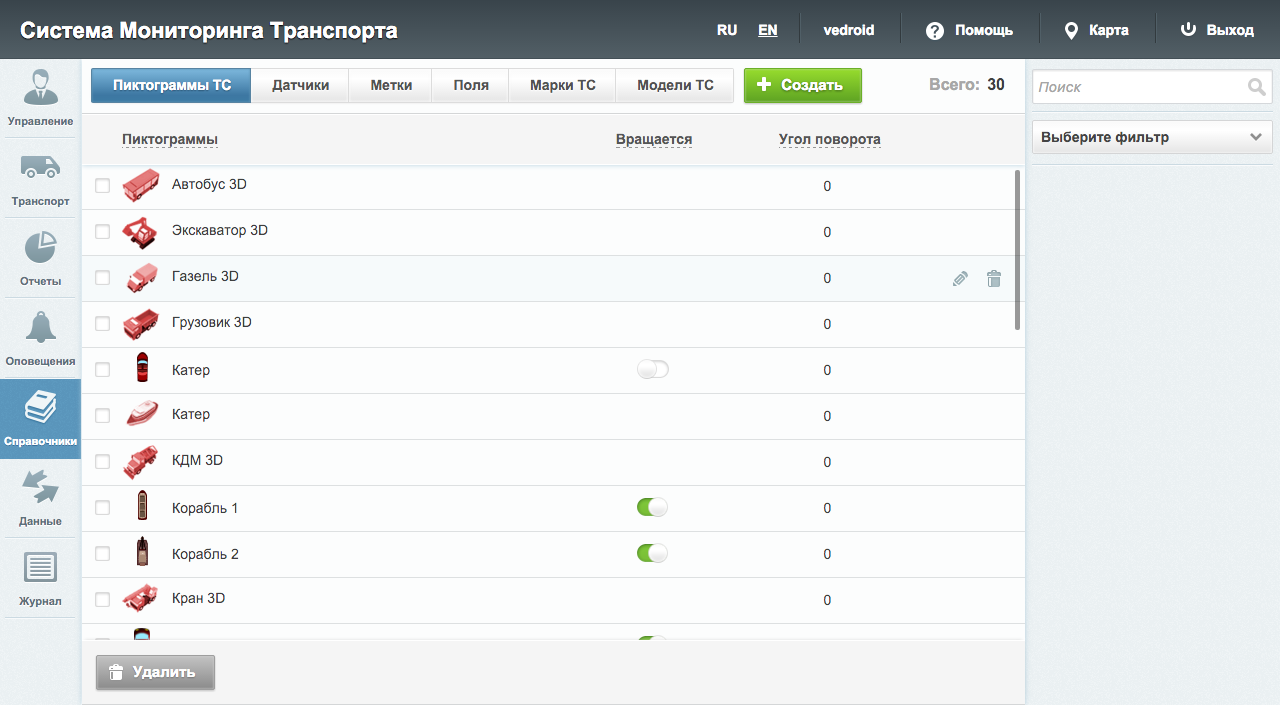 Система Мониторинга Транспорта
RU EN vedroid Помощь Карта Выход
Управление
Транспорт
Отчеты
Оповещения
Справочники
Данные
Журнал
Пиктограммы ТС Датчики Метки Поля Марки ТС Модели ТС Создать Всего: 30
Пиктограммы Вращается Угол поворота
Автобус 3D 0
Экскаватор 3D 0
Газель 3D 0
Грузовик 3D 0
Катер 0
Катер 0
КДМ 3D 0
Корабль 1 0
Корабль 2 0
Кран 3D 0
Удалить
Поиск
Выберите фильтр